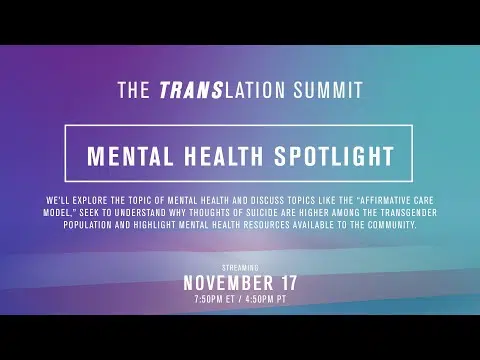 THE TRANSLATION SUMMIT
MENTAL HEALTH SPOTLIGHT
WE'LL EXPLORE THE TOPIC OF MENTAL HEALTH AND DISCUSS TOPICS LIKE THE "AFFIRMATIVE CARE
MODEL," SEEK TO UNDERSTAND WHY THOUGHTS OF SUICIDE ARE HIGHER AMONG THE TRANSGENDER
POPULATION AND HIGHLIGHT MENTAL HEALTH RESOURCES AVAILABLE TO THE COMMUNITY.
STREAMING
NOVEMBER 17
7:50PM ET / 4:50PM PT